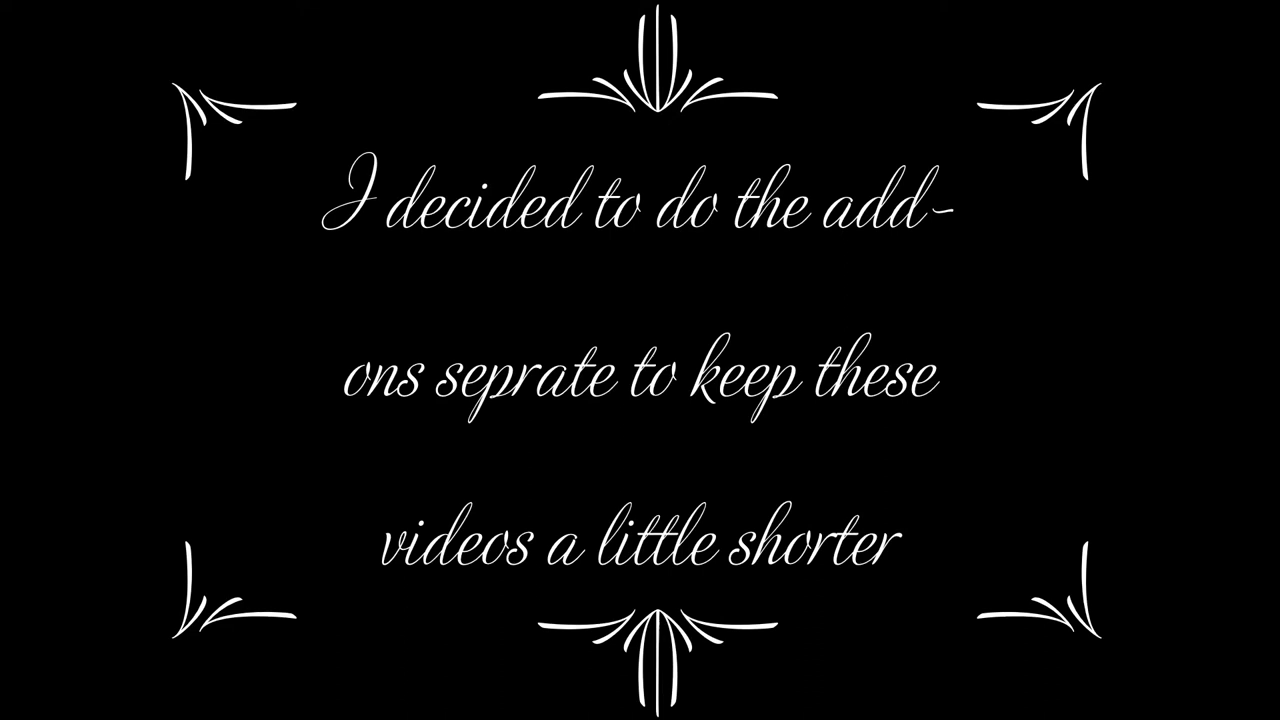 I decided to do the add-
ons seprate to keep these
videos a little shorter